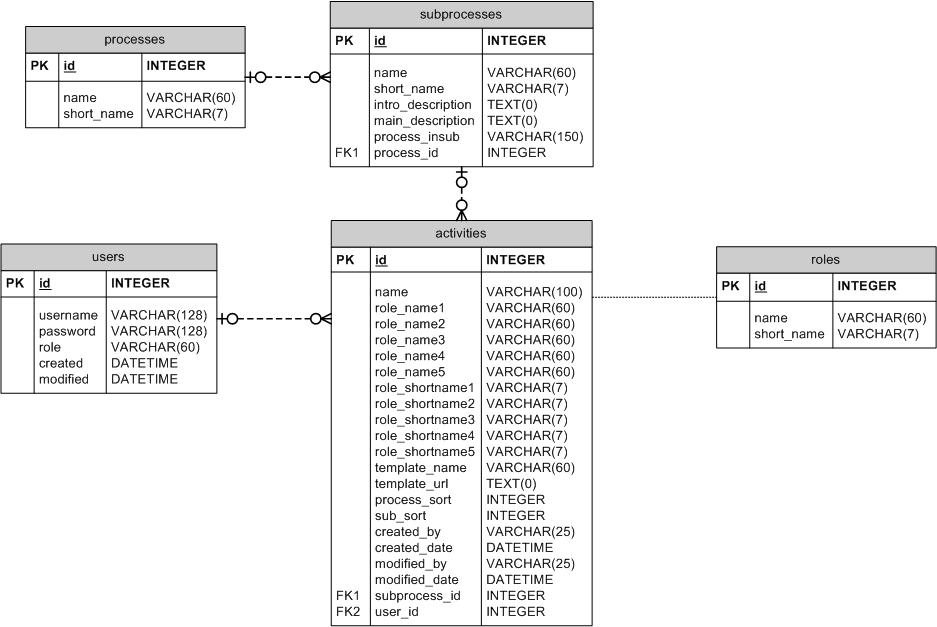 processes
PK id INTEGER
name VARCHAR(60)
short_name VARCHAR(7)
subprocesses
PK id INTEGER
name VARCHAR(60)
short_name VARCHAR(7)
intro_description TEXT(0)
main_description TEXT(0)
process_insub VARCHAR(150)
FK1 process_id INTEGER
users
PK id INTEGER
username VARCHAR(128)
password VARCHAR(128)
role VARCHAR(60)
created DATETIME
modified DATETIME
activities
PK id INTEGER
name VARCHAR(100)
role_name1 VARCHAR(60)
role_name2 VARCHAR(60)
role_name3 VARCHAR(60)
role_name4 VARCHAR(60)
role_name5 VARCHAR(60)
role_shortname1 VARCHAR(7)
role_shortname2 VARCHAR(7)
role_shortname3 VARCHAR(7)
role_shortname4 VARCHAR(7)
role_shortname5 VARCHAR(7)
template_name VARCHAR(60)
template_url TEXT(0)
process_sort INTEGER
sub_sort INTEGER
created_by VARCHAR(25)
created_date DATETIME
modified_by VARCHAR(25)
modified_date DATETIME
FK1 subprocess_id INTEGER
FK2 user_id INTEGER
roles
PK id INTEGER
name VARCHAR(60)
short_name VARCHAR(7)